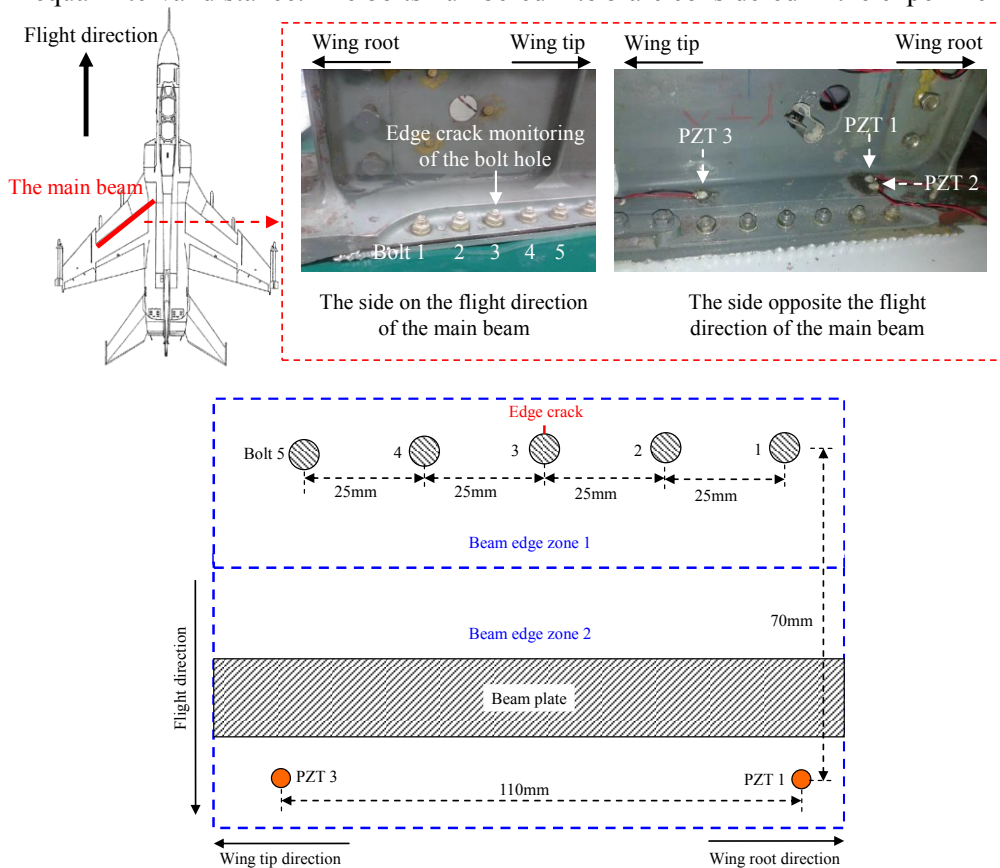 Flight direction
The main beam
Wing root
Wing tip
Edge crack monitoring
of the bolt hole
Bolt 1
2
3
4
5
The side on the flight direction
of the main beam
Wing tip
Wing root
PZT 3
PZT 1
PZT 2
The side opposite the flight
direction of the main beam
Edge crack
Bolt 5
4
3
2
1
25mm
25mm
25mm
25mm
Beam edge zone 1
Beam edge zone 2
70mm
Flight direction
Beam plate
PZT 3
PZT 1
110mm
Wing tip direction
Wing root direction